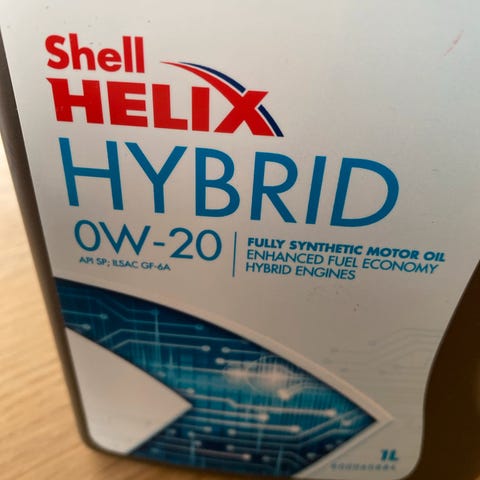 Shell
HELIX
HYBRID
0W-20
API SP; ILSAC GF-6A
FULLY SYNTHETIC MOTOR OIL
ENHANCED FUEL ECONOMY
HYBRID ENGINES
1L